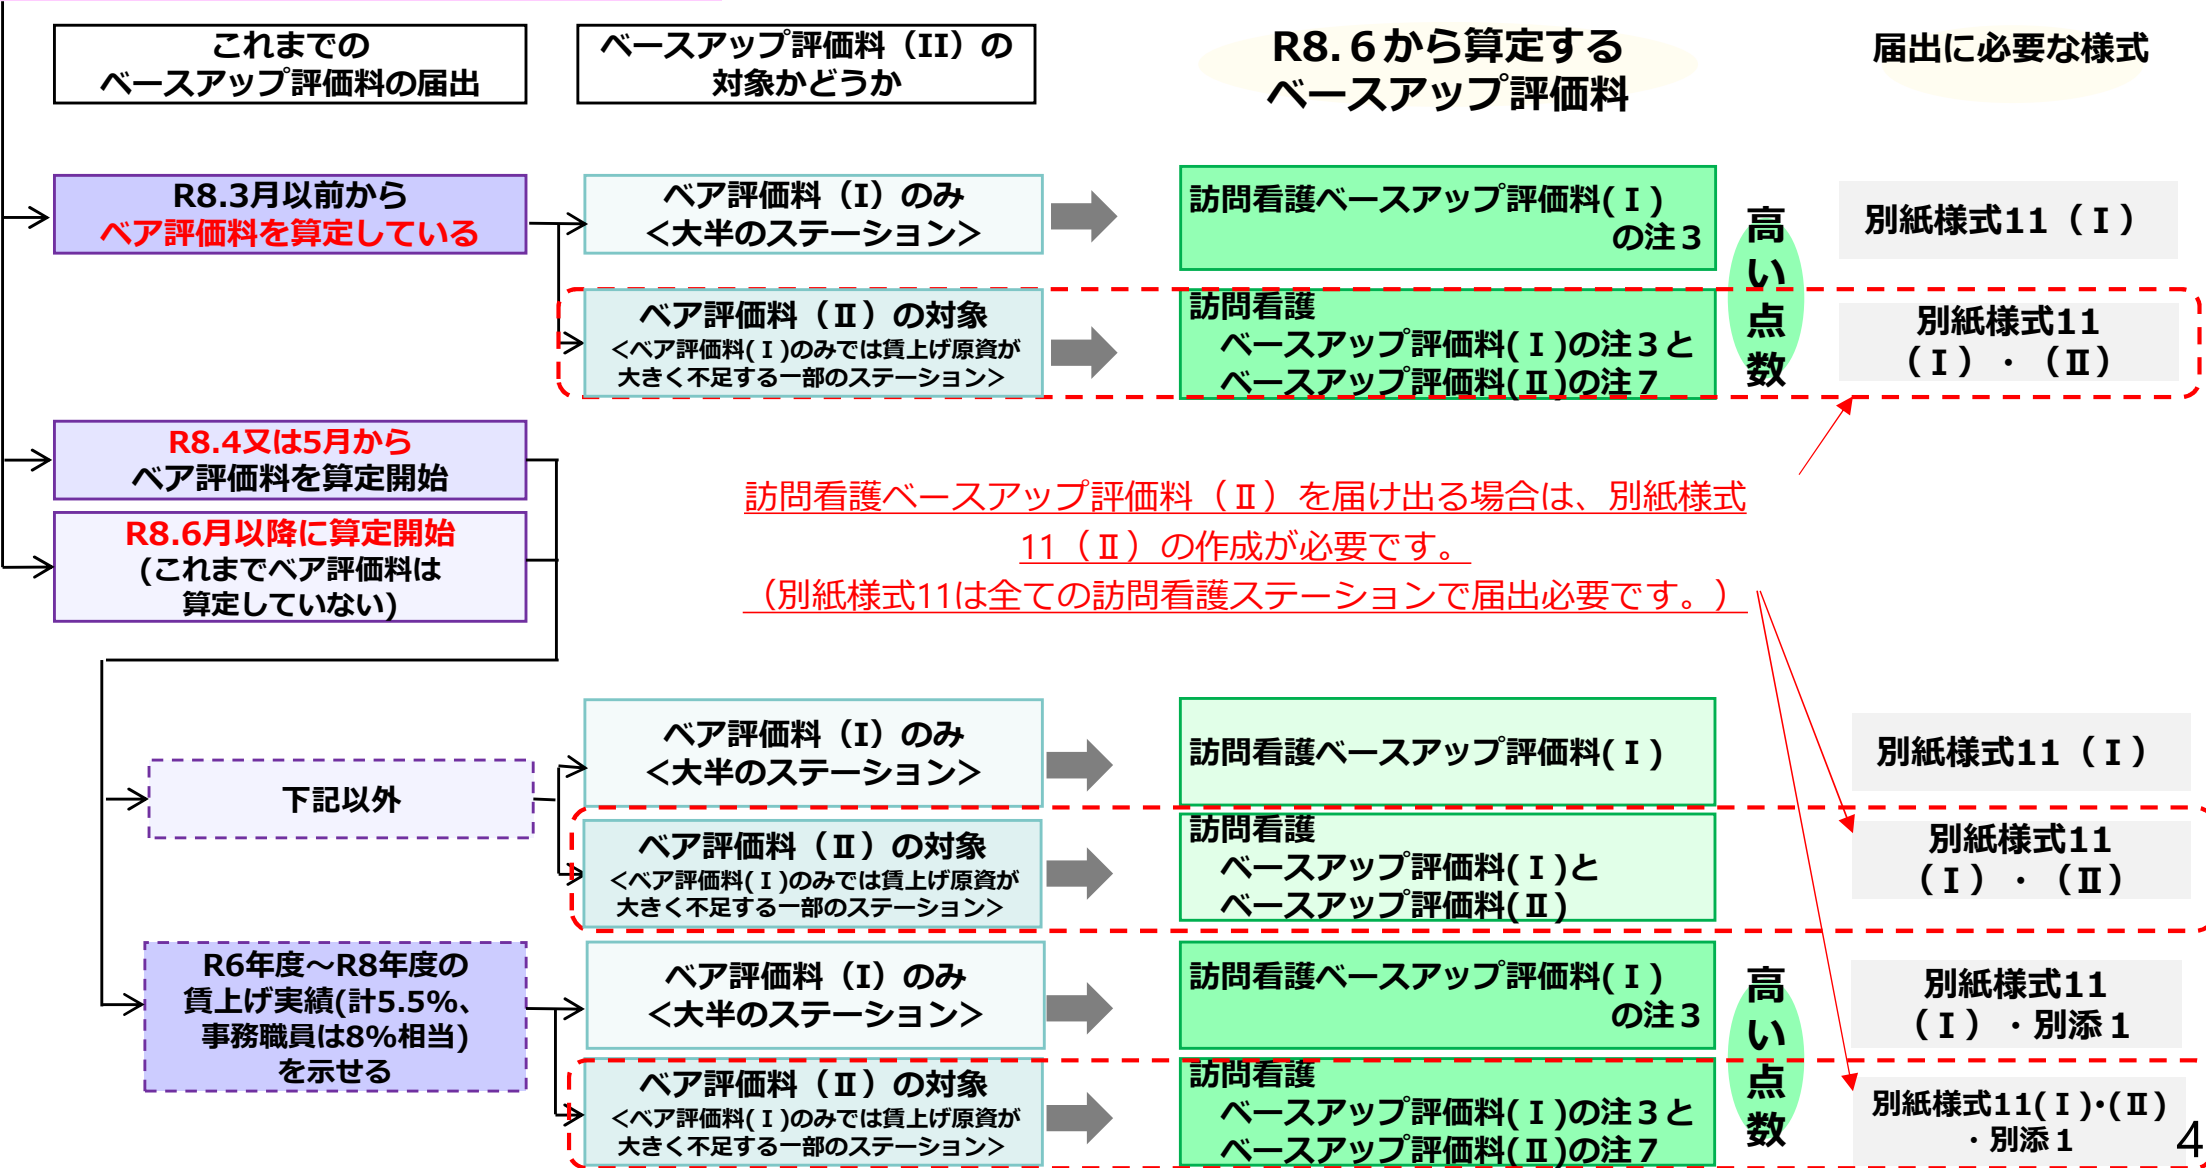 これまでの
ベースアップ評価料の届出
ベースアップ評価料（II）の
対象かどうか
R8.６から算定する
ベースアップ評価料
届出に必要な様式
R8.3月以前から
ベア評価料を算定している
ベア評価料（I）のみ
<大半のステーション>
訪問看護ベースアップ評価料(Ⅰ)
の注３
高い点数
別紙様式11（Ⅰ）
ベア評価料（Ⅱ）の対象
<ベア評価料(Ⅰ)のみでは賃上げ原資が
大きく不足する一部のステーション>
訪問看護
ベースアップ評価料(Ⅰ)の注３と
ベースアップ評価料(Ⅱ)の注７
別紙様式11
（Ⅰ）・（Ⅱ）
R8.4又は5月から
ベア評価料を算定開始
R8.6月以降に算定開始
(これまでベア評価料は
算定していない)
訪問看護ベースアップ評価料（Ⅱ）を届け出る場合は、別紙様式
11（Ⅱ）の作成が必要です。
（別紙様式11は全ての訪問看護ステーションで届出必要です。）
下記以外
ベア評価料（I）のみ
<大半のステーション>
訪問看護ベースアップ評価料(Ⅰ)
別紙様式11（Ⅰ）
ベア評価料（Ⅱ）の対象
<ベア評価料(Ⅰ)のみでは賃上げ原資が
大きく不足する一部のステーション>
訪問看護
ベースアップ評価料(Ⅰ)と
ベースアップ評価料(Ⅱ)
別紙様式11
（Ⅰ）・（Ⅱ）
R6年度～R8年度の
賃上げ実績(計5.5%、
事務職員は8%相当)
を示せる
ベア評価料（I）のみ
<大半のステーション>
訪問看護ベースアップ評価料(Ⅰ)
の注３
高い点数
別紙様式11
（Ⅰ）・別添１
ベア評価料（Ⅱ）の対象
<ベア評価料(Ⅰ)のみでは賃上げ原資が
大きく不足する一部のステーション>
訪問看護
ベースアップ評価料(Ⅰ)の注３と
ベースアップ評価料(Ⅱ)の注７
別紙様式11(Ⅰ)・(Ⅱ)
・別添１
4